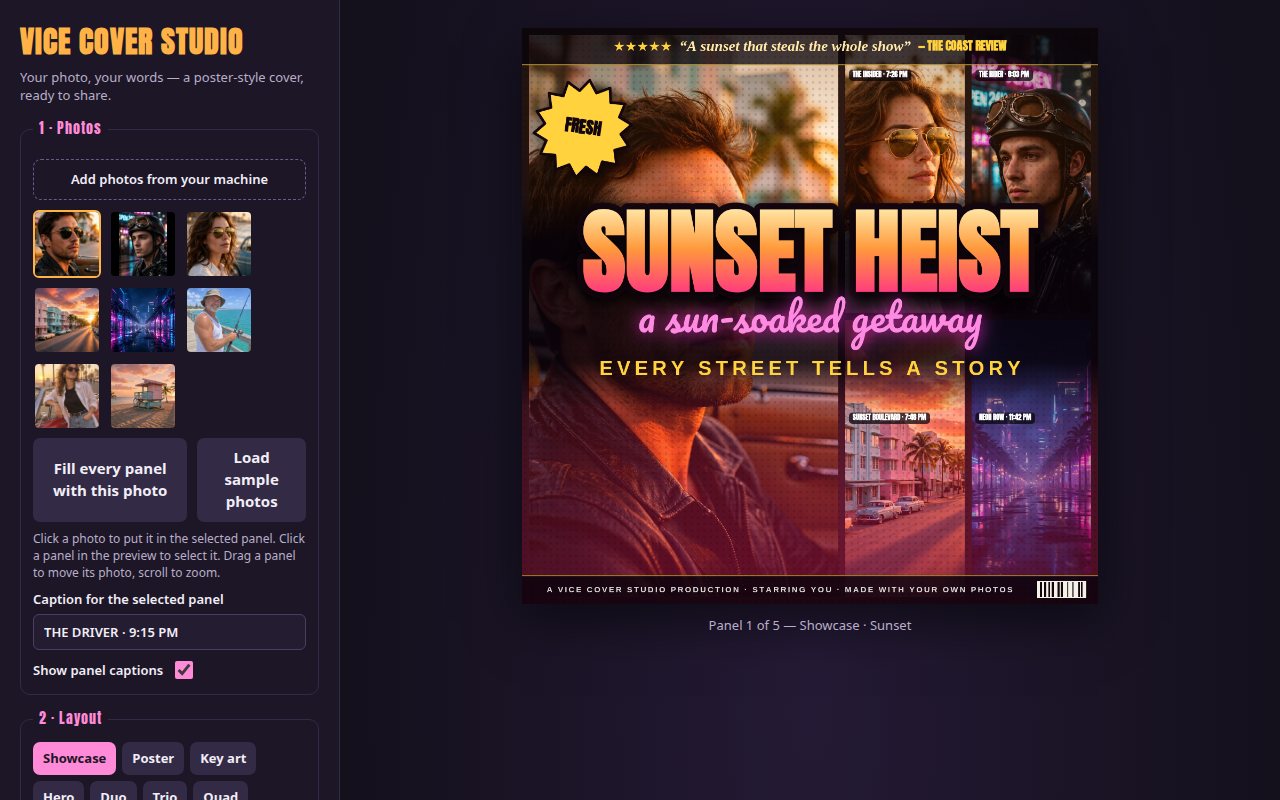 VICE COVER STUDIO
Your photo, your words — a poster-style cover,
ready to share.
1 · Photos
Add photos from your machine
Fill every panel
with this photo
Load
sample
photos
Click a photo to put it in the selected panel. Click
a panel in the preview to select it. Drag a panel
to move its photo, scroll to zoom.
Caption for the selected panel
THE DRIVER · 9:15 PM
Show panel captions
2 · Layout
Showcase
Poster
Key art
Hero
Duo
Trio
Quad
★★★★★ “A sunset that steals the whole show” — THE COAST REVIEW
FRESH
THE INSIDER · 7:26 PM
THE RIDER · 8:03 PM
SUNSET HEIST
a sun-soaked getaway
EVERY STREET TELLS A STORY
SUNSET BOULEVARD · 7:48 PM
NEON ROW · 11:42 PM
A VICE COVER STUDIO PRODUCTION · STARRING YOU · MADE WITH YOUR OWN PHOTOS
Panel 1 of 5 — Showcase · Sunset